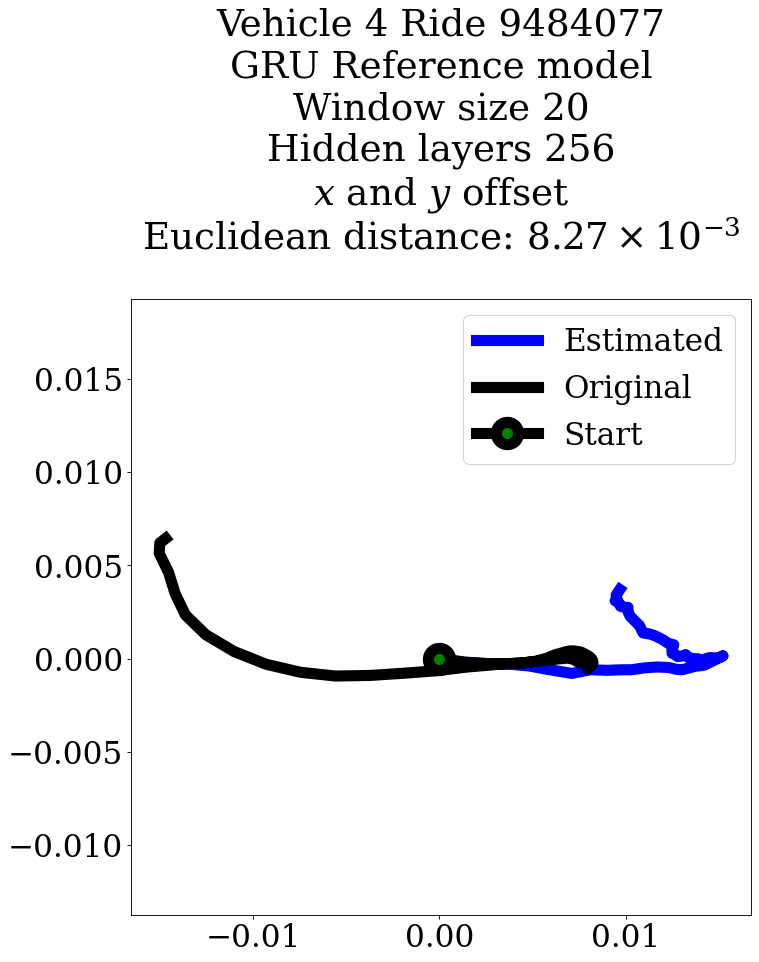 Vehicle 4 Ride 9484077
GRU Reference model
Window size 20
Hidden layers 256
x and y offset
Euclidean distance: 8.27 × 10⁻³
Estimated
Original
Start
0.015
0.010
0.005
0.000
−0.005
−0.010
−0.01
0.00
0.01